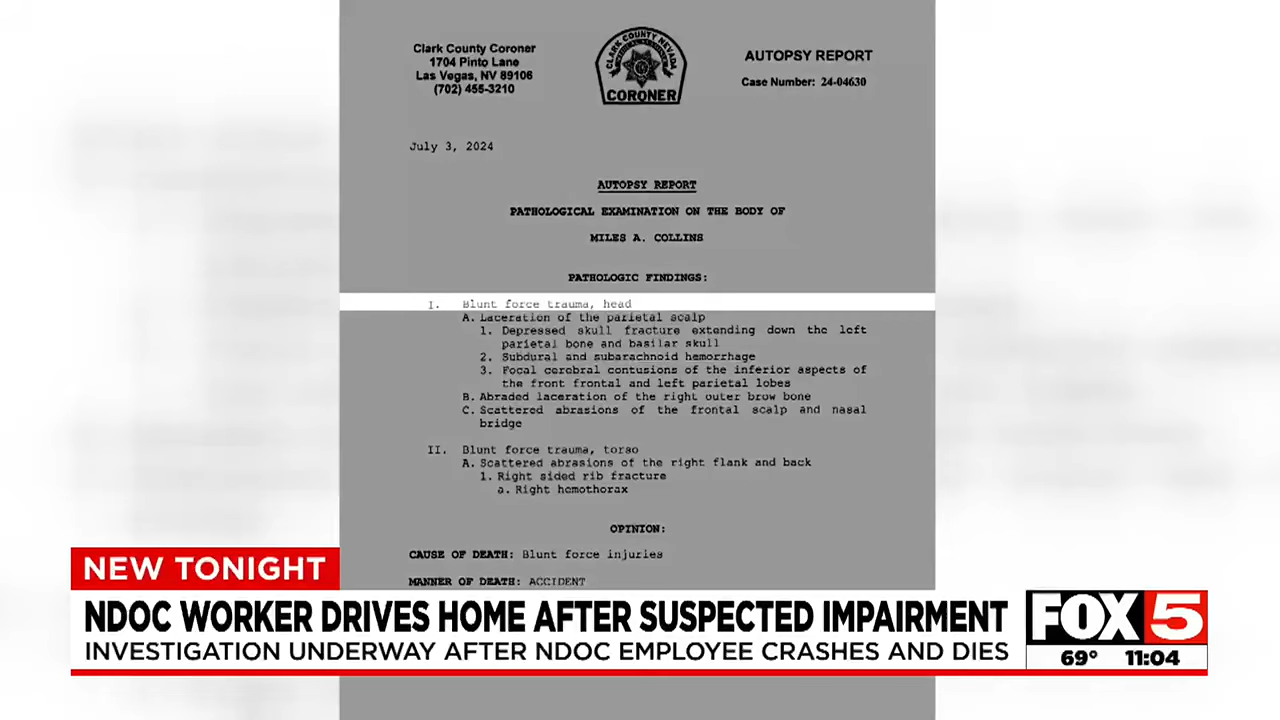 Clark County Coroner
1704 Pinto Lane
Las Vegas, NV 89106
(702) 455-3210
CLARK COUNTY NEVADA
CORONER
AUTOPSY REPORT
Case Number: 24-04630
July 3, 2024
AUTOPSY REPORT
PATHOLOGICAL EXAMINATION ON THE BODY OF
MILES A. COLLINS
PATHOLOGIC FINDINGS:
I. Blunt force trauma, head
A. Laceration of the parietal scalp
1. Depressed skull fracture extending down the left
parietal bone and basilar skull
2. Subdural and subarachnoid hemorrhage
3. Focal cerebral contusions of the inferior aspects of
the front frontal and left parietal lobes
B. Abraded laceration of the right outer brow bone
C. Scattered abrasions of the frontal scalp and nasal
bridge
II. Blunt force trauma, torso
A. Scattered abrasions of the right flank and back
1. Right sided rib fracture
a. Right hemothorax
OPINION:
CAUSE OF DEATH: Blunt force injuries
MANNER OF DEATH: ACCIDENT
NEW TONIGHT
NDOC WORKER DRIVES HOME AFTER SUSPECTED IMPAIRMENT
INVESTIGATION UNDERWAY AFTER NDOC EMPLOYEE CRASHES AND DIES
FOX 5
69° 11:04